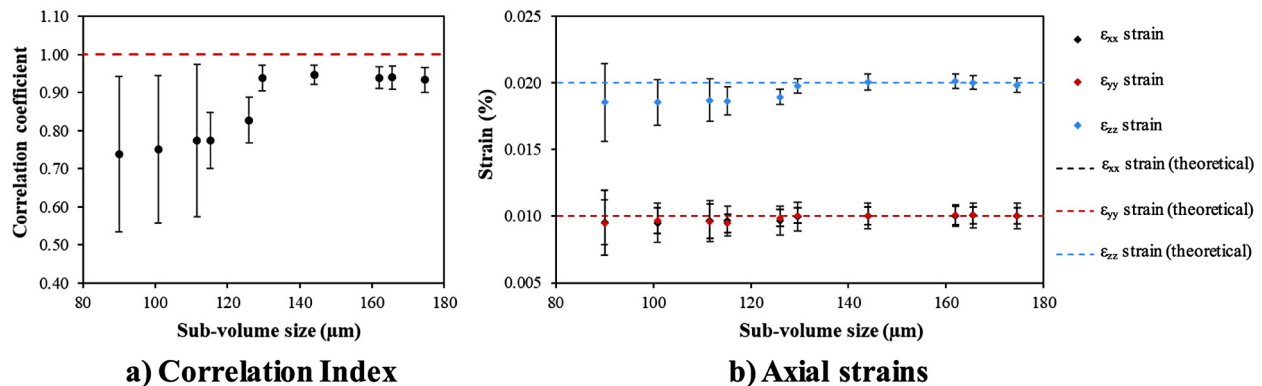 1.10
1.00
0.90
0.80
0.70
0.60
0.50
0.40
Correlation coefficient
80 100 120 140 160 180
Sub-volume size (µm)
a) Correlation Index
0.025
0.020
0.015
0.010
0.005
Strain (%)
80 100 120 140 160 180
Sub-volume size (µm)
b) Axial strains
εxx strain
εyy strain
εzz strain
εxx strain (theoretical)
εyy strain (theoretical)
εzz strain (theoretical)